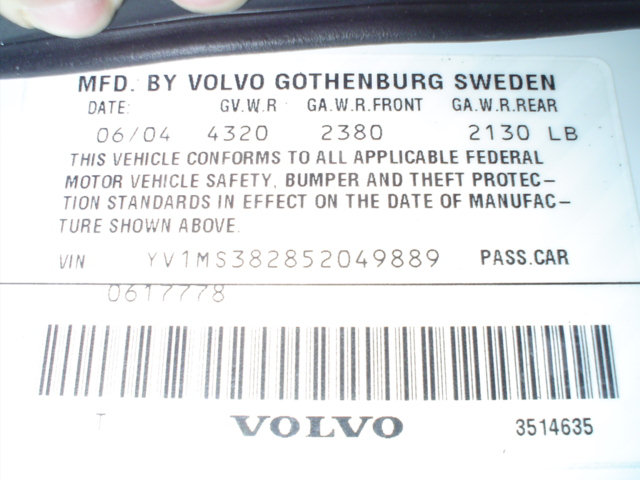 MFD. BY VOLVO GOTHENBURG SWEDEN
DATE: GV.W.R GA.W.R.FRONT GA.W.R.REAR
06/04 4320 2380 2130 LB
THIS VEHICLE CONFORMS TO ALL APPLICABLE FEDERAL
MOTOR VEHICLE SAFETY, BUMPER AND THEFT PROTEC-
TION STANDARDS IN EFFECT ON THE DATE OF MANUFAC-
TURE SHOWN ABOVE.
VIN YV1MS382852049889 PASS.CAR
0617778
T VOLVO 3514635